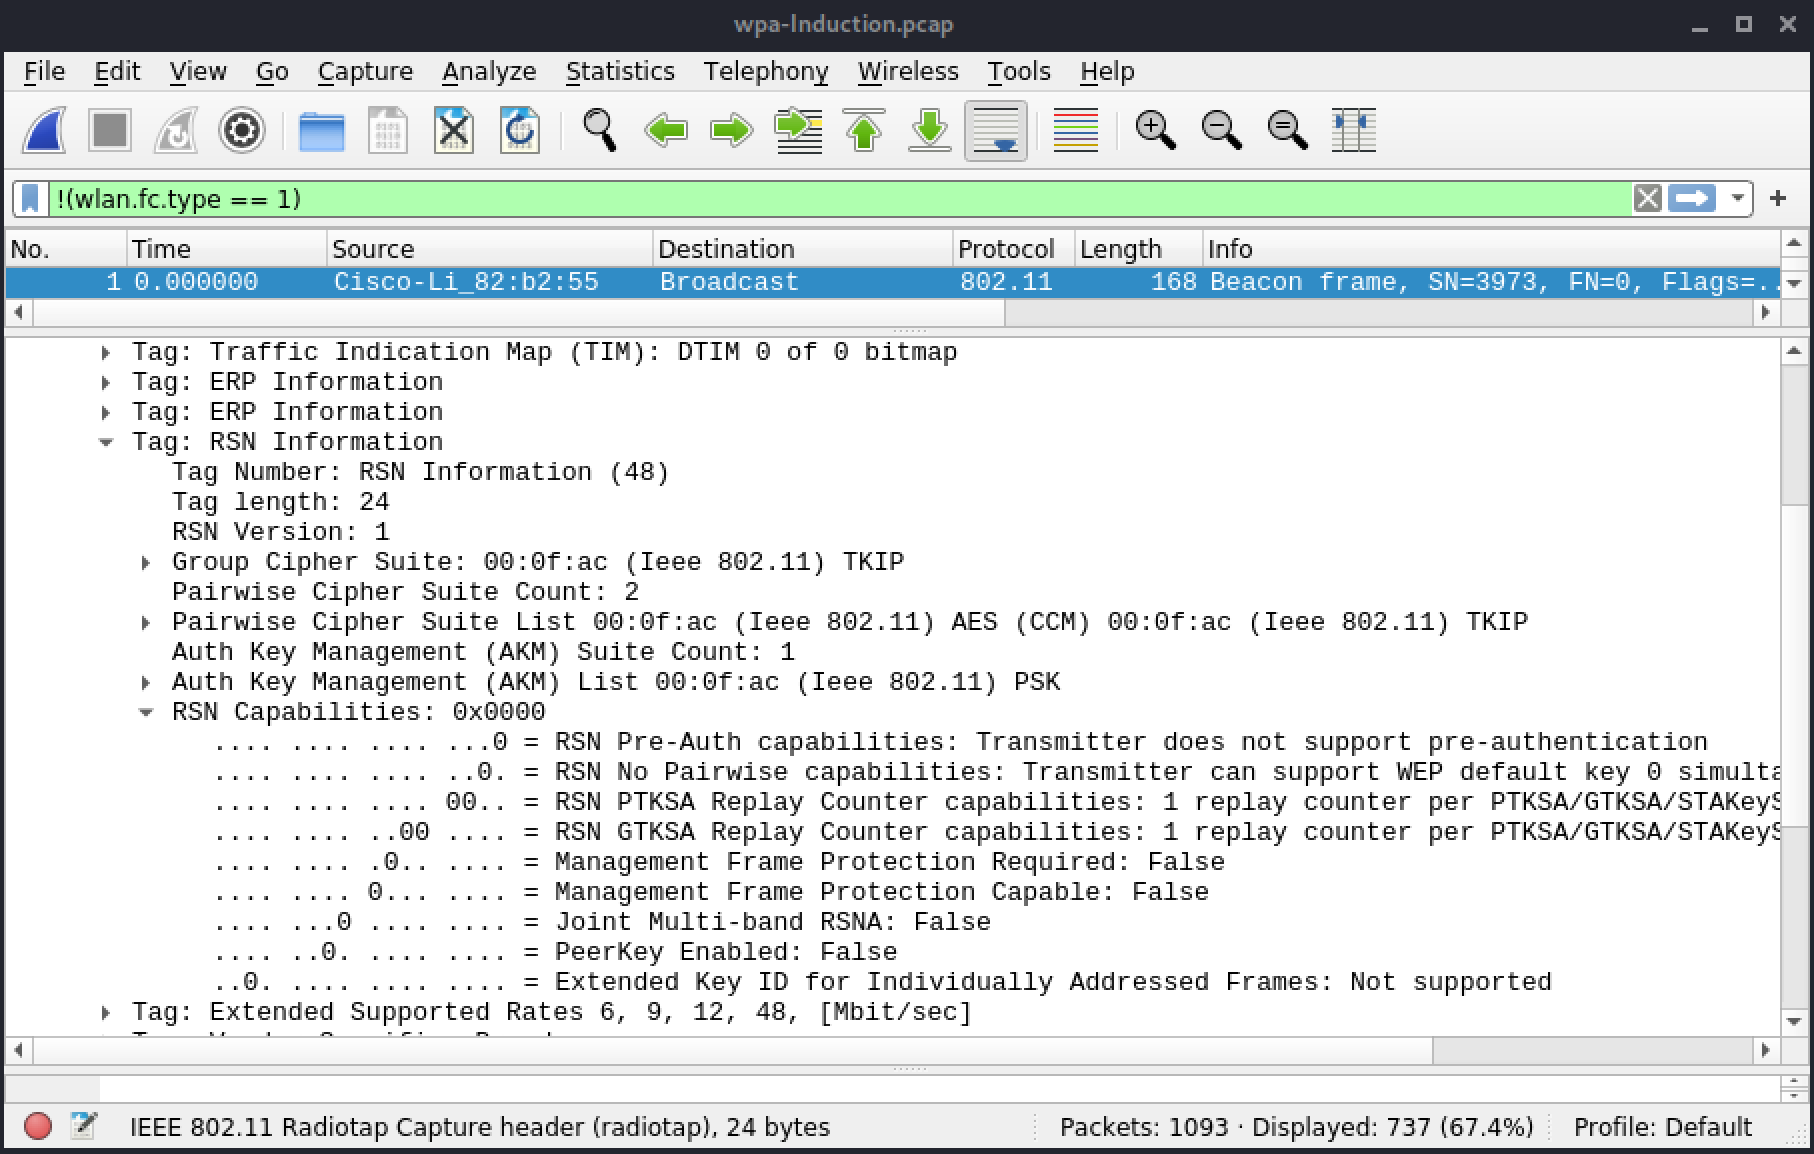 wpa-Induction.pcap
File Edit View Go Capture Analyze Statistics Telephony Wireless Tools Help
!(wlan.fc.type == 1)
No. Time Source Destination Protocol Length Info
1 0.000000 Cisco-Li_82:b2:55 Broadcast 802.11 168 Beacon frame, SN=3973, FN=0, Flags=..
Tag: Traffic Indication Map (TIM): DTIM 0 of 0 bitmap
Tag: ERP Information
Tag: ERP Information
Tag: RSN Information
Tag Number: RSN Information (48)
Tag length: 24
RSN Version: 1
Group Cipher Suite: 00:0f:ac (Ieee 802.11) TKIP
Pairwise Cipher Suite Count: 2
Pairwise Cipher Suite List 00:0f:ac (Ieee 802.11) AES (CCM) 00:0f:ac (Ieee 802.11) TKIP
Auth Key Management (AKM) Suite Count: 1
Auth Key Management (AKM) List 00:0f:ac (Ieee 802.11) PSK
RSN Capabilities: 0x0000
.... .... .... ...0 = RSN Pre-Auth capabilities: Transmitter does not support pre-authentication
.... .... .... ..0. = RSN No Pairwise capabilities: Transmitter can support WEP default key 0 simulta
.... .... .... 00.. = RSN PTKSA Replay Counter capabilities: 1 replay counter per PTKSA/GTKSA/STAKeyS
.... .... ..00 .... = RSN GTKSA Replay Counter capabilities: 1 replay counter per PTKSA/GTKSA/STAKeyS
.... .... .0.. .... = Management Frame Protection Required: False
.... .... 0... .... = Management Frame Protection Capable: False
.... ...0 .... .... = Joint Multi-band RSNA: False
.... ..0. .... .... = PeerKey Enabled: False
..0. .... .... .... = Extended Key ID for Individually Addressed Frames: Not supported
Tag: Extended Supported Rates 6, 9, 12, 48, [Mbit/sec]
IEEE 802.11 Radiotap Capture header (radiotap), 24 bytes Packets: 1093 · Displayed: 737 (67.4%) Profile: Default